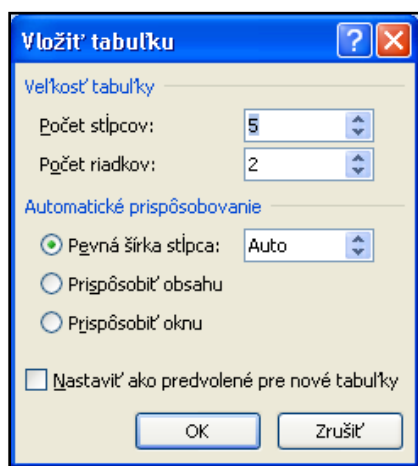 Vložiť tabuľku
Veľkosť tabuľky
Počet stĺpcov: 5
Počet riadkov: 2
Automatické prispôsobovanie
Pevná šírka stĺpca: Auto
Prispôsobiť obsahu
Prispôsobiť oknu
Nastaviť ako predvolené pre nové tabuľky
OK Zrušiť